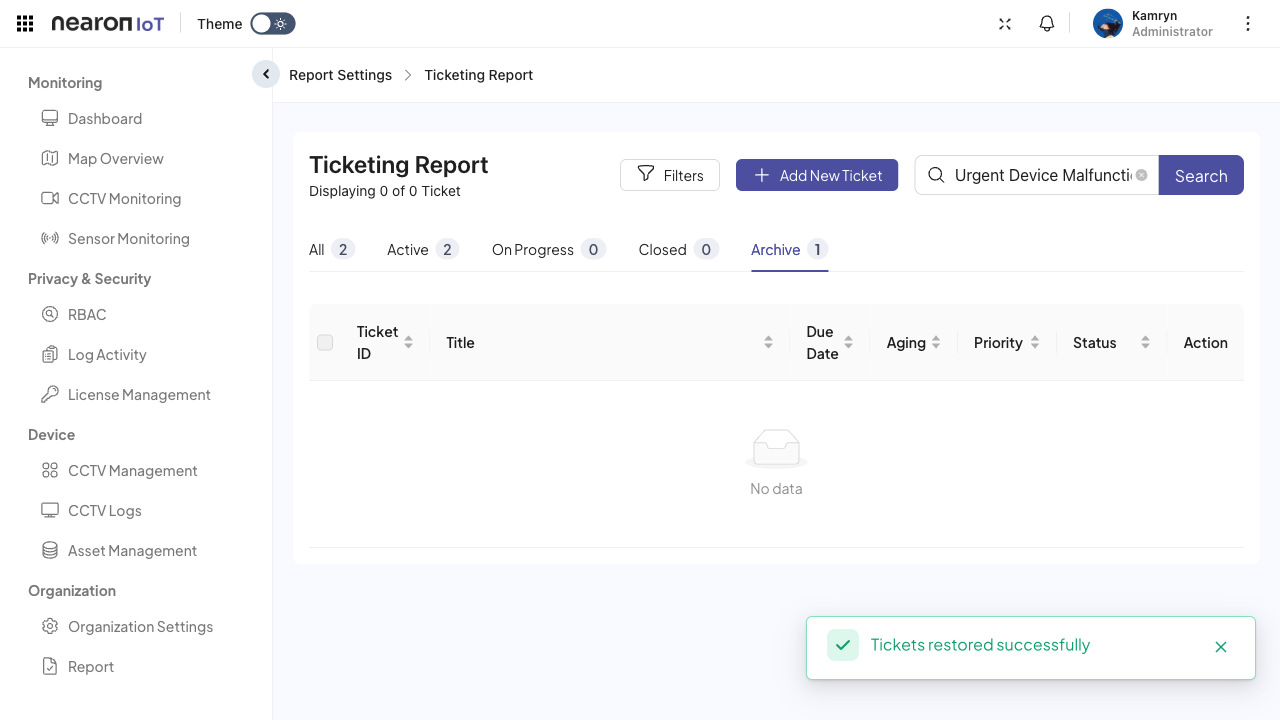 nearon IoT
Theme
Kamryn
Administrator
Monitoring
Dashboard
Map Overview
CCTV Monitoring
Sensor Monitoring
Privacy & Security
RBAC
Log Activity
License Management
Device
CCTV Management
CCTV Logs
Asset Management
Organization
Organization Settings
Report
Report Settings
Ticketing Report
Ticketing Report
Displaying 0 of 0 Ticket
Filters
Add New Ticket
Urgent Device Malfuncti
Search
All 2
Active 2
On Progress 0
Closed 0
Archive 1
Ticket ID
Title
Due Date
Aging
Priority
Status
Action
No data
Tickets restored successfully